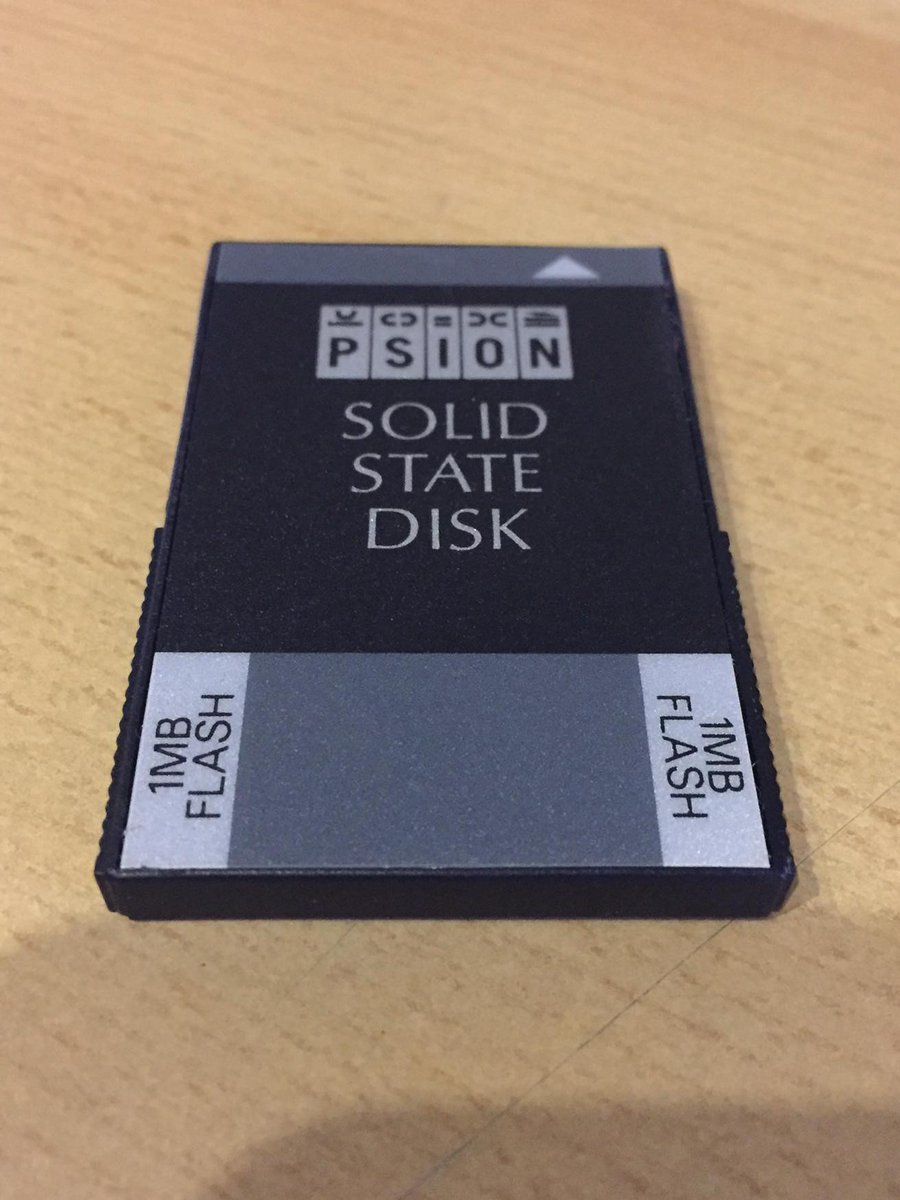 PSION
SOLID
STATE
DISK
1MB
FLASH
1MB
FLASH